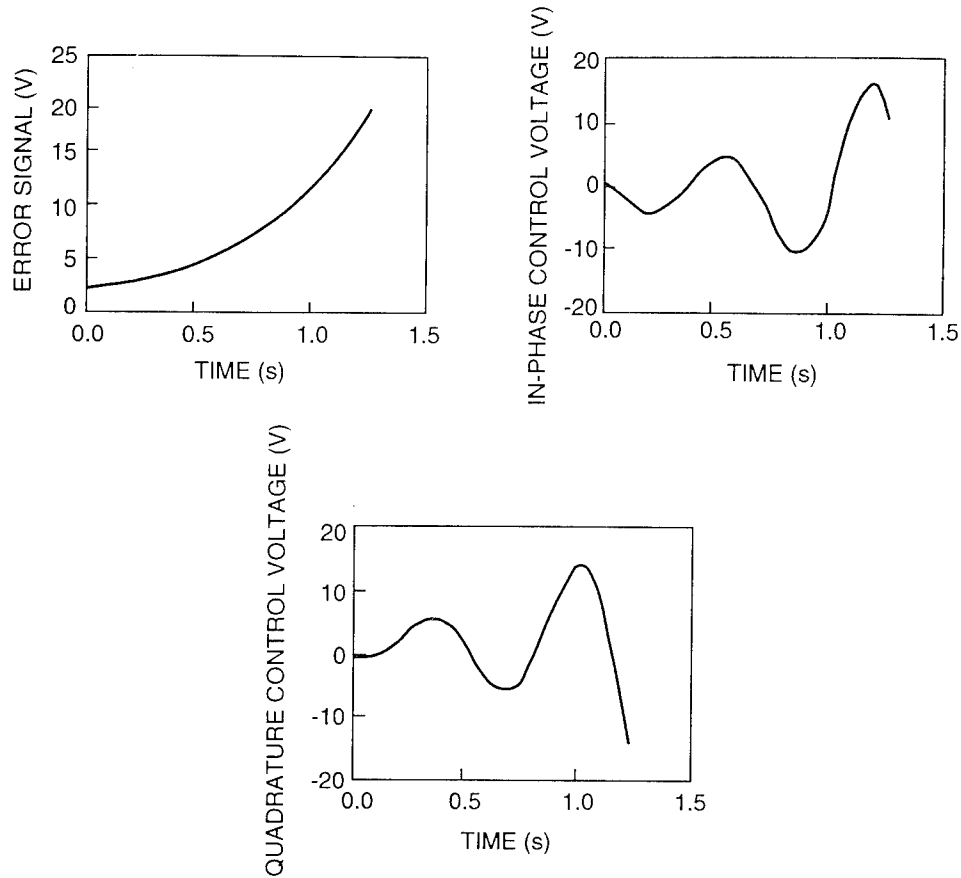 ERROR SIGNAL (V)
25
20
15
10
5
0
0.0 0.5 1.0 1.5
TIME (s)
IN-PHASE CONTROL VOLTAGE (V)
20
10
0
-10
-20
0.0 0.5 1.0 1.5
TIME (s)
QUADRATURE CONTROL VOLTAGE (V)
20
10
0
-10
-20
0.0 0.5 1.0 1.5
TIME (s)